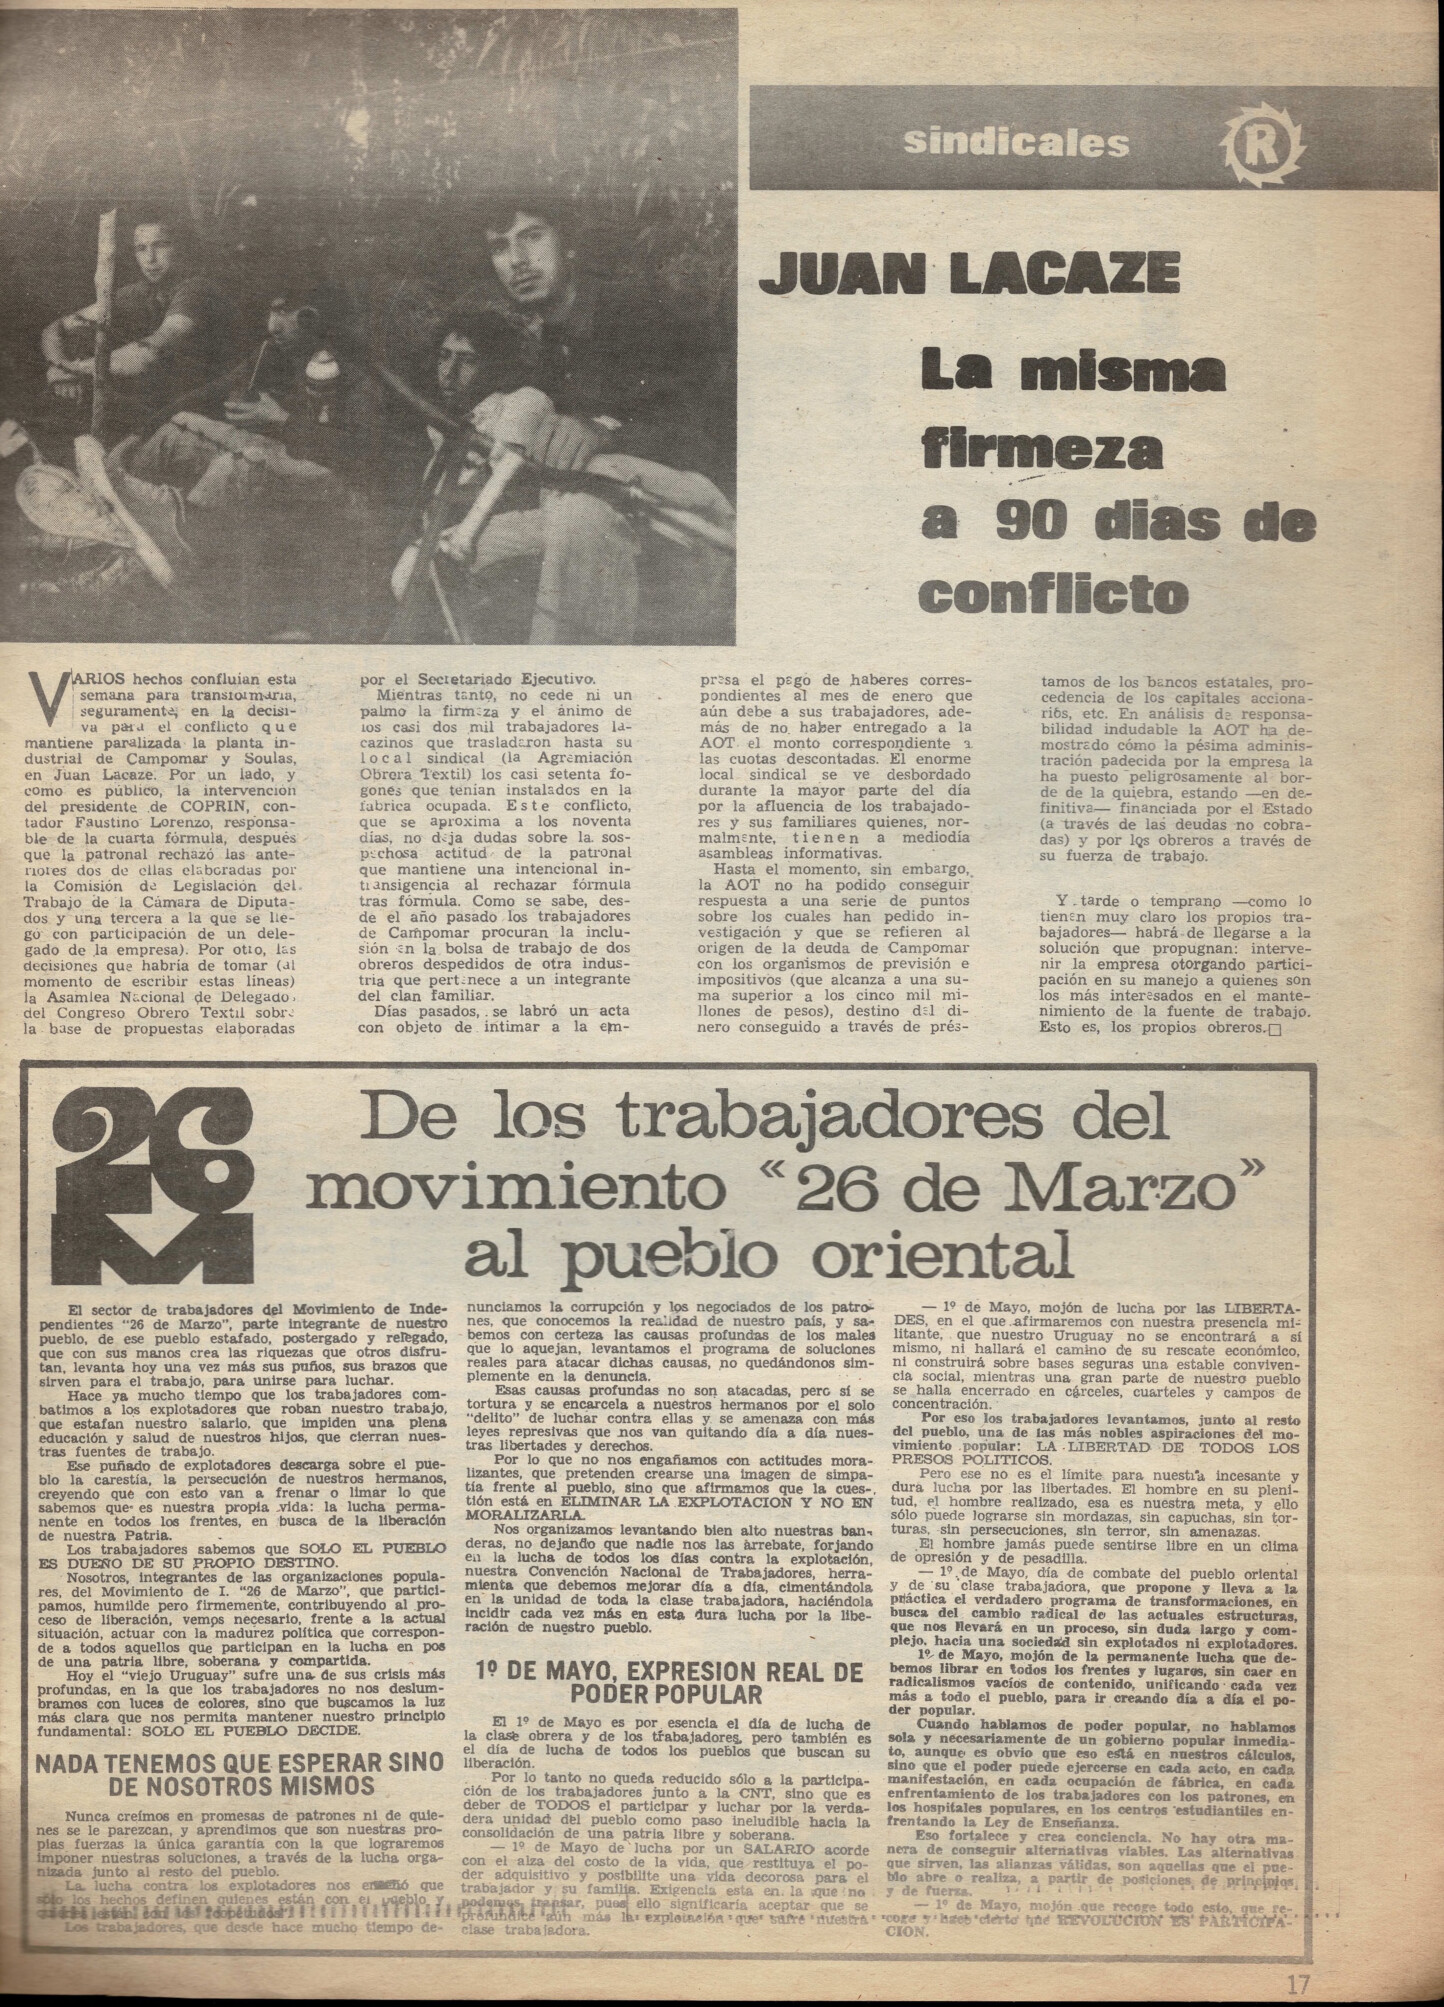 sindicales
R
JUAN LACAZE
La misma
firmeza
a 90 dias de
conflicto
VARIOS hechos confluían esta
semana para transformarla,
seguramente, en la decisi-
va para el conflicto que
mantiene paralizada la planta in-
dustrial de Campomar y Soulas,
en Juan Lacaze. Por un lado, y
como es público, la intervención
del presidente de COPRIN, con-
tador Faustino Lorenzo, responsa-
ble de la cuarta fórmula, después
que la patronal rechazó las ante-
riores dos de ellas elaboradas por
la Comisión de Legislación del
Trabajo de la Cámara de Diputa-
dos y una tercera a la que se lle-
gó con participación de un dele-
gado de la empresa). Por otro, las
decisiones que habría de tomar (al
momento de escribir estas líneas)
la Asamlea Nacional de Delegado
del Congreso Obrero Textil sobre
la base de propuestas elaboradas
por el Secretariado Ejecutivo.
Mientras tanto, no cede ni un
palmo la firmeza y el ánimo de
los casi dos mil trabajadores la-
cazinos que trasladaron hasta su
local sindical (la Agremiación
Obrera Textil) los casi setenta fo-
gones que tenían instalados en la
fabrica ocupada. Este conflicto,
que se aproxima a los noventa
días, no deja dudas sobre la sos-
pechosa actitud de la patronal
que mantiene una intencional in-
transigencia al rechazar fórmula
tras fórmula. Como se sabe, des-
de el año pasado los trabajadores
de Campomar procuran la inclu-
sión en la bolsa de trabajo de dos
obreros despedidos de otra indus-
tria que pertenece a un integrante
del clan familiar.
Días pasados, se labró un acta
con objeto de intimar a la em-
presa el pago de haberes corres-
pondientes al mes de enero que
aún debe a sus trabajadores, ade-
más de no haber entregado a la
AOT el monto correspondiente a
las cuotas descontadas. El enorme
local sindical se ve desbordado
durante la mayor parte del día
por la afluencia de los trabajado-
res y sus familiares quienes, nor-
malmente, tienen a mediodía
asambleas informativas.
Hasta el momento, sin embargo,
la AOT no ha podido conseguir
respuesta a una serie de puntos
sobre los cuales han pedido in-
vestigación y que se refieren al
origen de la deuda de Campomar
con los organismos de previsión e
impositivos (que alcanza a una su-
ma superior a los cinco mil mi-
llones de pesos), destino del di-
nero conseguido a través de prés-
tamos de los bancos estatales, pro-
cedencia de los capitales acciona-
rios, etc. En análisis de responsa-
bilidad indudable la AOT ha de-
mostrado cómo la pésima adminis-
tración padecida por la empresa la
ha puesto peligrosamente al bor-
de de la quiebra, estando —en de-
finitiva— financiada por el Estado
(a través de las deudas no cobra-
das) y por los obreros a través de
su fuerza de trabajo.
Y tarde o temprano —como lo
tienen muy claro los propios tra-
bajadores— habrá de llegarse a la
solución que propugnan: interve-
nir la empresa otorgando partici-
pación en su manejo a quienes son
los más interesados en el mante-
nimiento de la fuente de trabajo.
Esto es, los propios obreros.□
26
M
De los trabajadores del
movimiento “26 de Marzo”
al pueblo oriental
El sector de trabajadores del Movimiento de Inde-
pendientes "26 de Marzo", parte integrante de nuestro
pueblo, de ese pueblo estafado, postergado y relegado,
que con sus manos crea las riquezas que otros disfru-
tan, levanta hoy una vez más sus puños, sus brazos que
sirven para el trabajo, para unirse para luchar.
Hace ya mucho tiempo que los trabajadores com-
batimos a los explotadores que roban nuestro trabajo,
que estafan nuestro salario, que impiden una plena
educación y salud de nuestros hijos, que cierran nues-
tras fuentes de trabajo.
Ese puñado de explotadores descarga sobre el pue-
blo la carestía, la persecución de nuestros hermanos,
creyendo que con esto van a frenar o limar lo que
sabemos que es nuestra propia vida: la lucha perma-
nente en todos los frentes, en busca de la liberación
de nuestra Patria.
Los trabajadores sabemos que SOLO EL PUEBLO
ES DUEÑO DE SU PROPIO DESTINO.
Nosotros, integrantes de las organizaciones popula-
res, del Movimiento de I. "26 de Marzo", que partici-
pamos, humilde pero firmemente, contribuyendo al pro-
ceso de liberación, vemos necesario, frente a la actual
situación, actuar con la madurez política que correspon-
de a todos aquellos que participan en la lucha en pos
de una patria libre, soberana y compartida.
Hoy el "viejo Uruguay" sufre una de sus crisis más
profundas, en la que los trabajadores no nos deslum-
bramos con luces de colores, sino que buscamos la luz
más clara que nos permita mantener nuestro principio
fundamental: SOLO EL PUEBLO DECIDE.
NADA TENEMOS QUE ESPERAR SINO
DE NOSOTROS MISMOS
Nunca creímos en promesas de patrones ni de quie-
nes se le parezcan, y aprendimos que son nuestras pro-
pias fuerzas la única garantía con la que lograremos
imponer nuestras soluciones, a través de la lucha orga-
nizada junto al resto del pueblo.
La lucha contra los explotadores nos enseñó que
sólo los hechos definen quienes están con el pueblo y
Los trabajadores, que desde hace mucho tiempo de-
nunciamos la corrupción y los negociados de los patro-
nes, que conocemos la realidad de nuestro país, y sa-
bemos con certeza las causas profundas de los males
que lo aquejan, levantamos el programa de soluciones
reales para atacar dichas causas, no quedándonos sim-
plemente en la denuncia.
Esas causas profundas no son atacadas, pero sí se
tortura y se encarcela a nuestros hermanos por el solo
"delito" de luchar contra ellas y se amenaza con más
leyes represivas que nos van quitando día a día nues-
tras libertades y derechos.
Por lo que no nos engañamos con actitudes mora-
lizantes, que pretenden crearse una imagen de simpa-
tía frente al pueblo, sino que afirmamos que la cues-
tión está en ELIMINAR LA EXPLOTACION Y NO EN
MORALIZARLA.
Nos organizamos levantando bien alto nuestras ban-
deras, no dejando que nadie nos las arrebate, forjando
en la lucha de todos los días contra la explotación,
nuestra Convención Nacional de Trabajadores, herra-
mienta que debemos mejorar día a día, cimentándola
en la unidad de toda la clase trabajadora, haciéndola
incidir cada vez más en esta dura lucha por la libe-
ración de nuestro pueblo.
1º DE MAYO, EXPRESION REAL DE
PODER POPULAR
El 1º de Mayo es por esencia el día de lucha de
la clase obrera y de los trabajadores, pero también es
el día de lucha de todos los pueblos que buscan su
liberación.
Por lo tanto no queda reducido sólo a la participa-
ción de los trabajadores junto a la CNT, sino que es
deber de TODOS el participar y luchar por la verda-
dera unidad del pueblo como paso ineludible hacia la
consolidación de una patria libre y soberana.
— 1º de Mayo de lucha por un SALARIO acorde
con el alza del costo de la vida, que restituya el po-
der adquisitivo y posibilite una vida decorosa para el
trabajador y su familia. Exigencia esta en la que no
podemos transar, pues ello significaría aceptar que se
profundice aún más la explotación que sufre nuestra
clase trabajadora.
— 1º de Mayo, mojón de lucha por las LIBERTA-
DES, en el que afirmaremos con nuestra presencia mi-
litante, que nuestro Uruguay no se encontrará a sí
mismo, ni hallará el camino de su rescate económico,
ni construirá sobre bases seguras una estable conviven-
cia social, mientras una gran parte de nuestro pueblo
se halla encerrado en cárceles, cuarteles y campos de
concentración.
Por eso los trabajadores levantamos, junto al resto
del pueblo, una de las más nobles aspiraciones del mo-
vimiento popular: LA LIBERTAD DE TODOS LOS
PRESOS POLITICOS.
Pero ese no es el límite para nuestra incesante y
dura lucha por las libertades. El hombre en su pleni-
tud, el hombre realizado, esa es nuestra meta, y ello
sólo puede lograrse sin mordazas, sin capuchas, sin tor-
turas, sin persecuciones, sin terror, sin amenazas.
El hombre jamás puede sentirse libre en un clima
de opresión y de pesadilla.
— 1º de Mayo, día de combate del pueblo oriental
y de su clase trabajadora, que propone y lleva a la
práctica el verdadero programa de transformaciones, en
busca del cambio radical de las actuales estructuras,
que nos llevará en un proceso, sin duda largo y com-
plejo, hacia una sociedad sin explotados ni explotadores.
1º de Mayo, mojón de la permanente lucha que de-
bemos librar en todos los frentes y lugares, sin caer en
radicalismos vacíos de contenido, unificando cada vez
más a todo el pueblo, para ir creando día a día el po-
der popular.
Cuando hablamos de poder popular, no hablamos
sola y necesariamente de un gobierno popular inmedia-
to, aunque es obvio que eso está en nuestros cálculos,
sino que el poder puede ejercerse en cada acto, en cada
manifestación, en cada ocupación de fábrica, en cada
enfrentamiento de los trabajadores con los patrones, en
los hospitales populares, en los centros estudiantiles en-
frentando la Ley de Enseñanza.
Eso fortalece y crea conciencia. No hay otra ma-
nera de conseguir alternativas viables. Las alternativas
que sirven, las alianzas válidas, son aquellas que el pue-
blo abre o realiza, a partir de posiciones de principios
y de fuerza.
— 1º de Mayo, mojón que recoge todo esto, que re-
coge y hace cierto que REVOLUCION ES PARTICIPA-
CION.
17